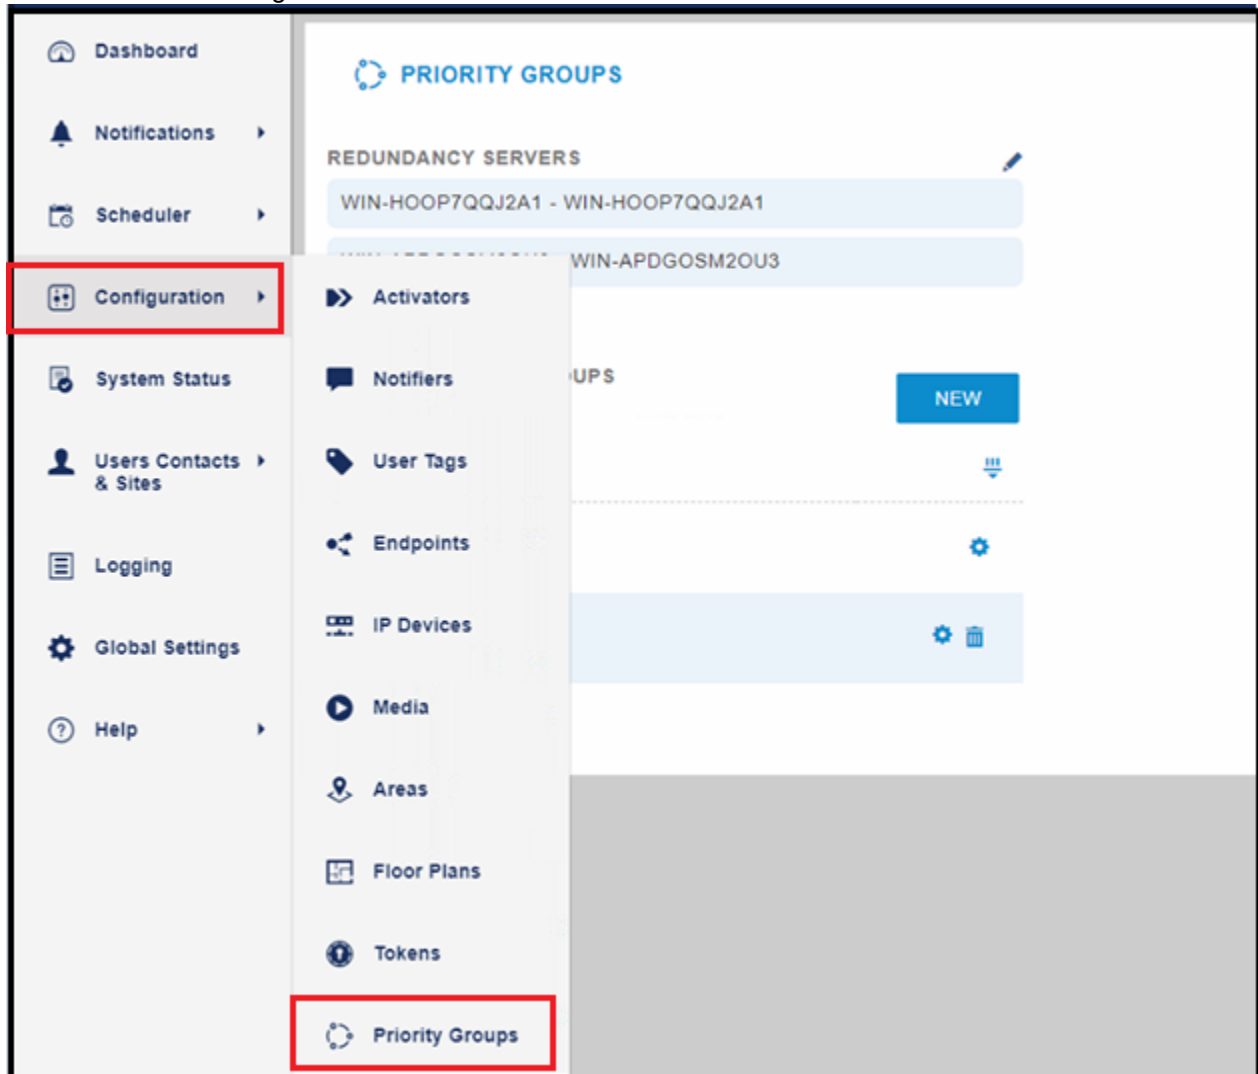 Dashboard
PRIORITY GROUPS
Notifications
REDUNDANCY SERVERS
WIN-HOOP7QQJ2A1 - WIN-HOOP7QQJ2A1
Scheduler
WIN-APDGOSM2OU3
Configuration
Activators
System Status
Notifiers
UPS
NEW
Users Contacts
& Sites
User Tags
Endpoints
Logging
IP Devices
Global Settings
Media
Help
Areas
Floor Plans
Tokens
Priority Groups